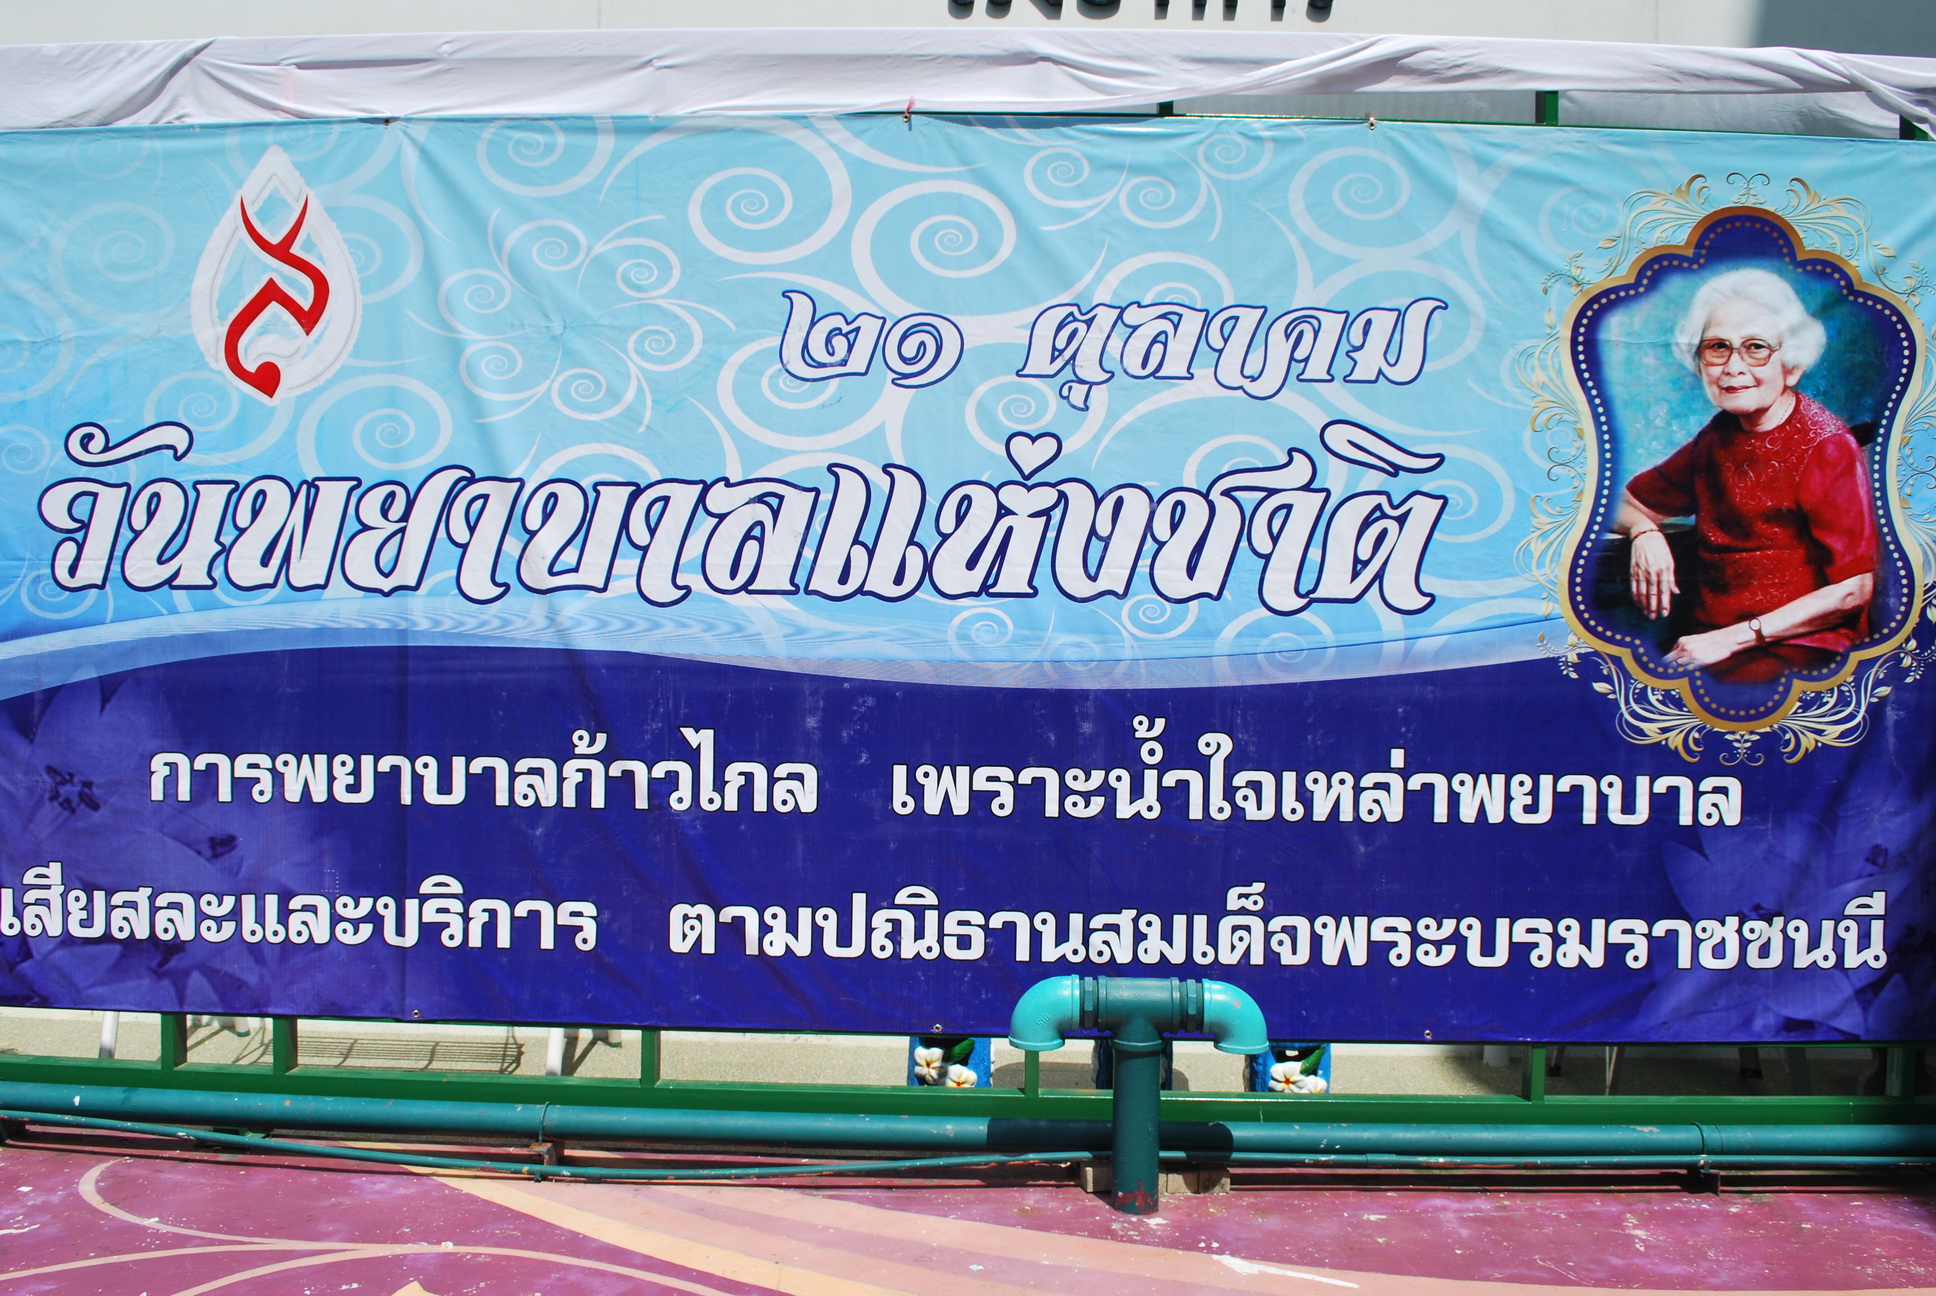 ๒๑ ตุลาคม
วันพยาบาลแห่งชาติ
การพยาบาลก้าวไกล เพราะน้ำใจเหล่าพยาบาล
เสียสละและบริการ ตามปณิธานสมเด็จพระบรมราชชนนี